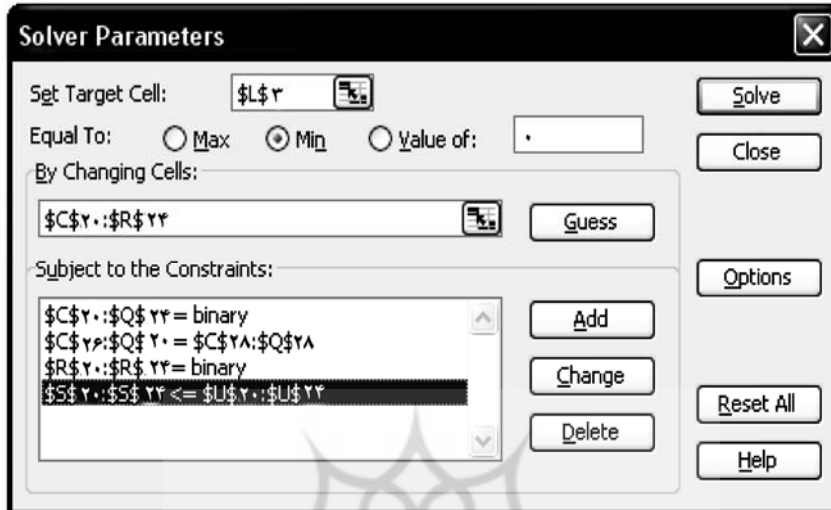 Solver Parameters
Set Target Cell: $L$۳
Equal To: Max Min Value of: ۰
By Changing Cells:
$C$۲۰:$R$۲۴ Guess
Subject to the Constraints:
$C$۲۰:$Q$ ۲۴ = binary
$C$۲۶:$Q$ ۲۰ = $C$۲۸:$Q$۲۸
$R$۲۰:$R$ ۲۴= binary
$S$۲۰:$S$ ۲۴ <= $U$۲۰:$U$۲۴
Add
Change
Delete
Solve
Close
Options
Reset All
Help